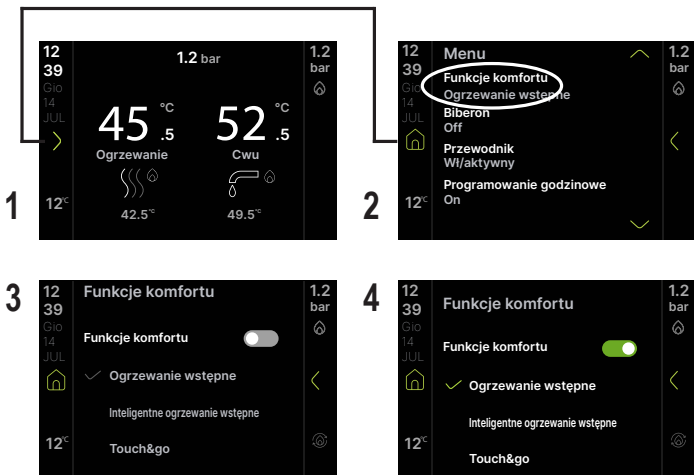 1
12
39
Gio
14
JUL
12°C
1.2 bar
45.5 °C
Ogrzewanie
42.5°C
52.5 °C
Cwu
49.5°C
1.2
bar
2
12
39
Gio
14
JUL
12°C
Menu
Funkcje komfortu
Ogrzewanie wstępne
Biberon
Off
Przewodnik
Wł/aktywny
Programowanie godzinowe
On
1.2
bar
3
12
39
Gio
14
JUL
12°C
Funkcje komfortu
Funkcje komfortu
Ogrzewanie wstępne
Inteligentne ogrzewanie wstępne
Touch&go
1.2
bar
4
12
39
Gio
14
JUL
12°C
Funkcje komfortu
Funkcje komfortu
Ogrzewanie wstępne
Inteligentne ogrzewanie wstępne
Touch&go
1.2
bar